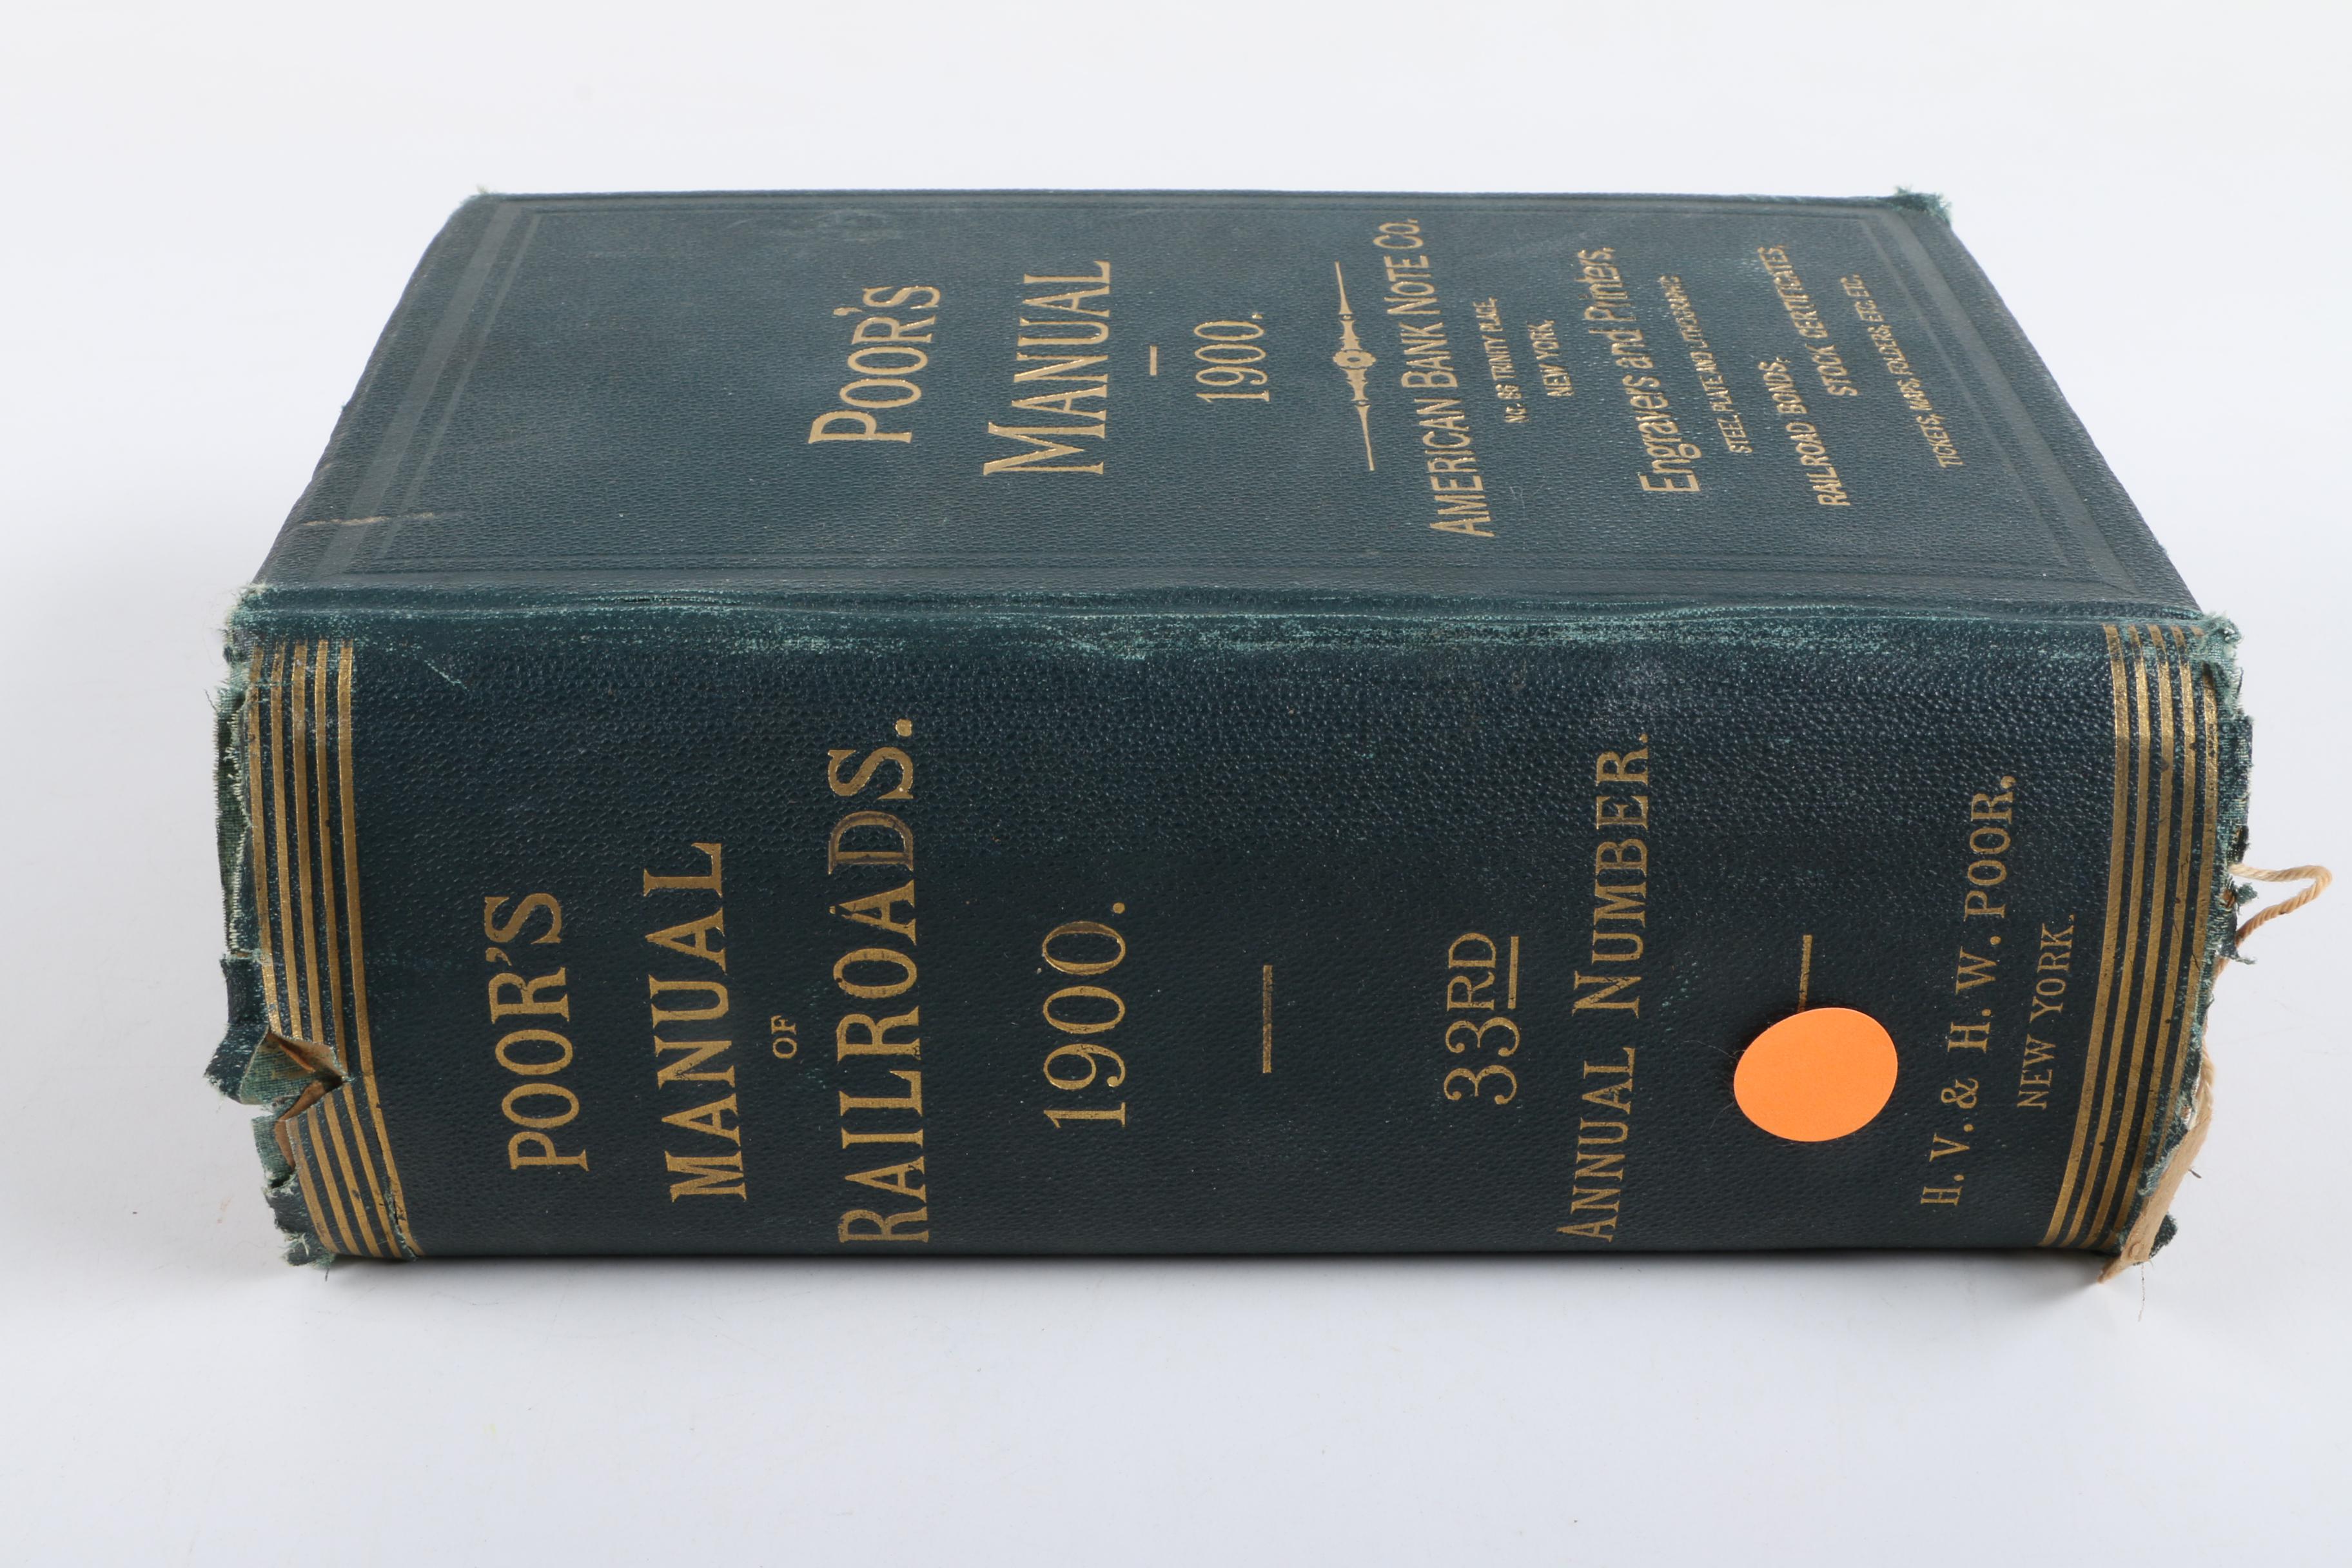 POOR'S
MANUAL
1900.
AMERICAN BANK NOTE CO.
No. 86 TRINITY PLACE,
NEW YORK,
Engravers and Printers,
STEEL PLATE AND LITHOGRAPHIC
RAILROAD BONDS,
STOCK CERTIFICATES,
TICKETS, MAPS, FOLDERS, ETC. ETC.
POOR'S
MANUAL
OF
RAILROADS.
1900.
33RD
ANNUAL NUMBER.
H. V. & H. W. POOR,
NEW YORK.